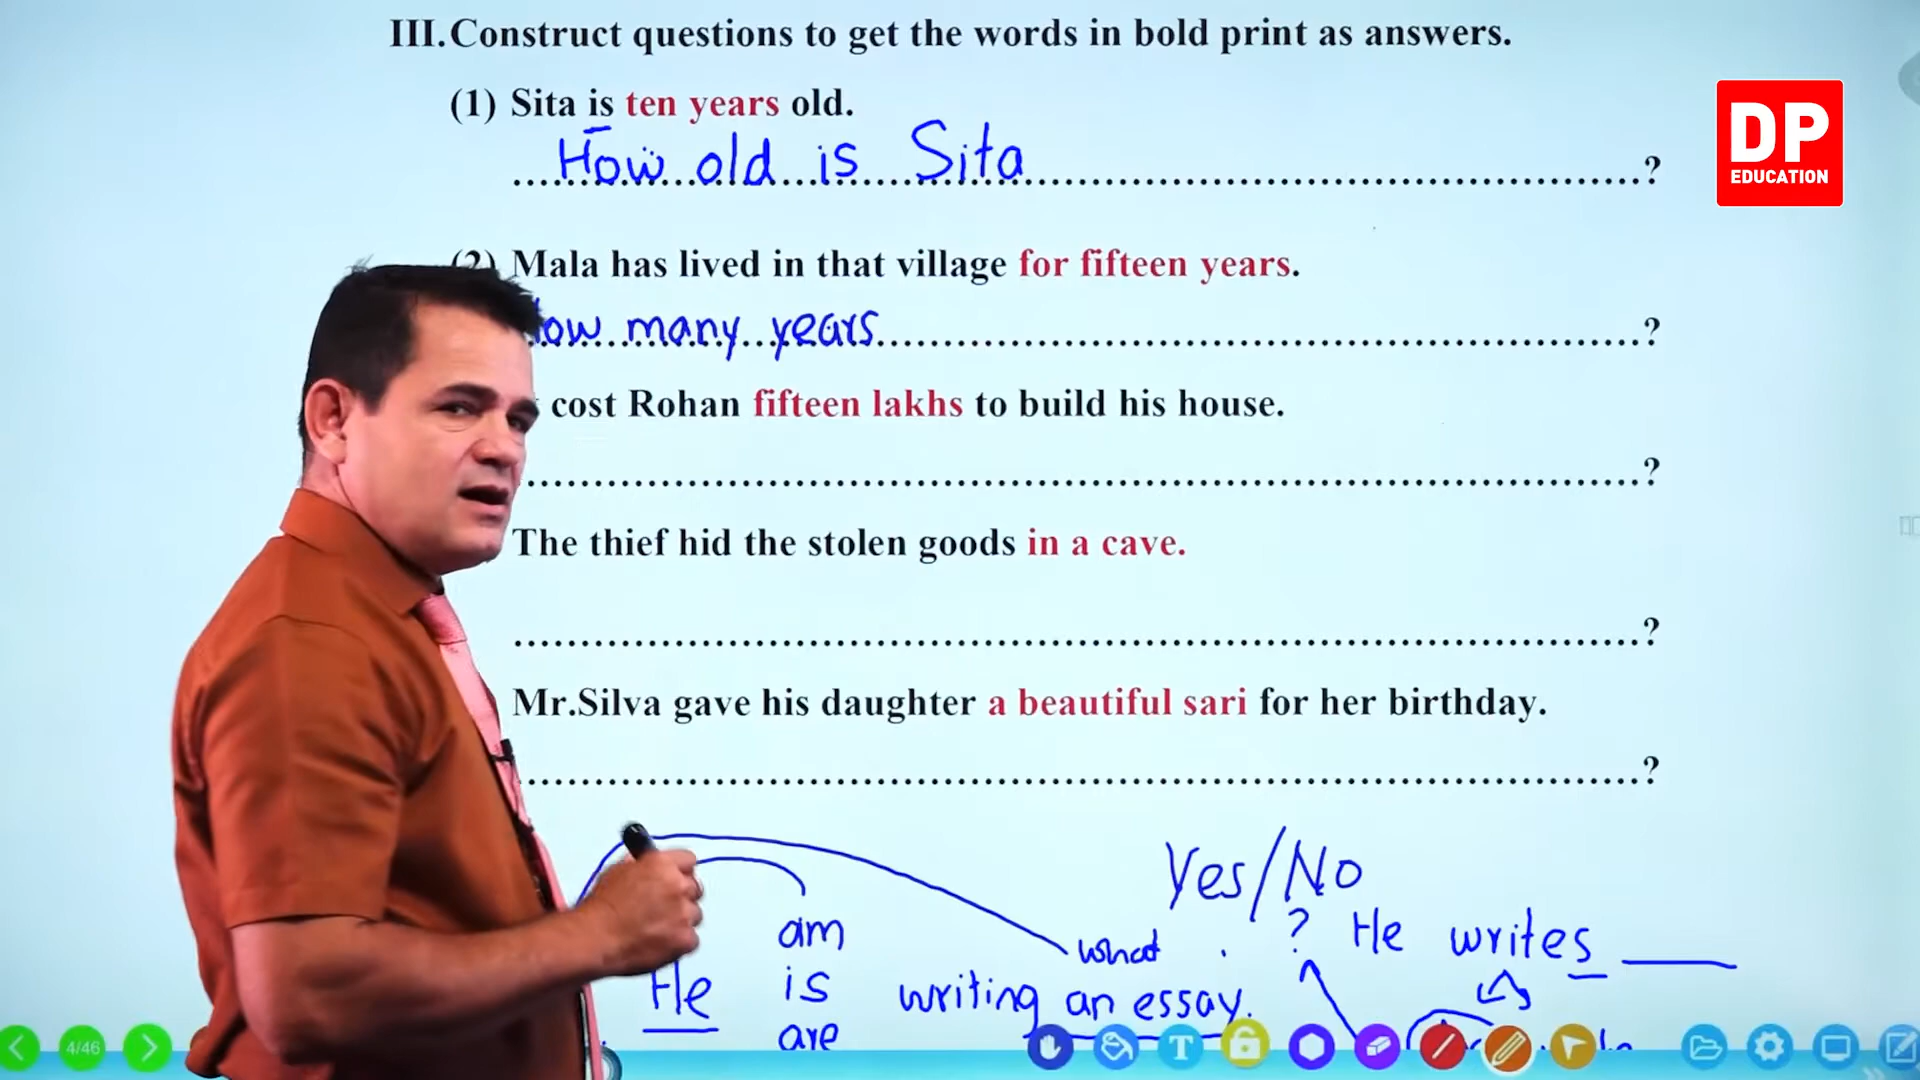 III. Construct questions to get the words in bold print as answers.
(1) Sita is ten years old.
How old is Sita
....................?
DP
EDUCATION
(2) Mala has lived in that village for fifteen years.
How many years
....................?
cost Rohan fifteen lakhs to build his house.
....................?
The thief hid the stolen goods in a cave.
....................?
Mr.Silva gave his daughter a beautiful sari for her birthday.
....................?
Yes/No
am
what . ? He writes ____
He is writing an essay.
are
4/46
T